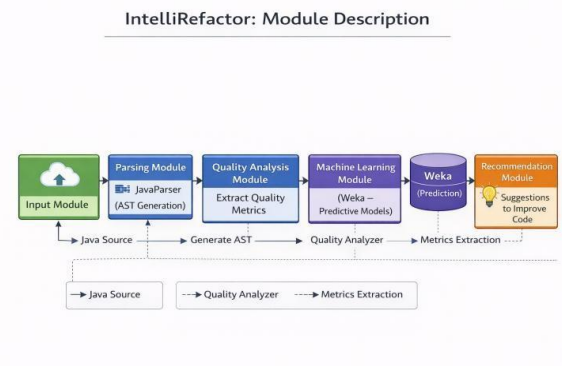 IntelliRefactor: Module Description
Input Module
Parsing Module
JavaParser
(AST Generation)
Quality Analysis
Module
Extract Quality
Metrics
Machine Learning
Module
(Weka –
Predictive Models)
Weka
(Prediction)
Recommendation
Module
Suggestions
to Improve
Code
Java Source
Generate AST
Quality Analyzer
Metrics Extraction
Java Source
Quality Analyzer
Metrics Extraction